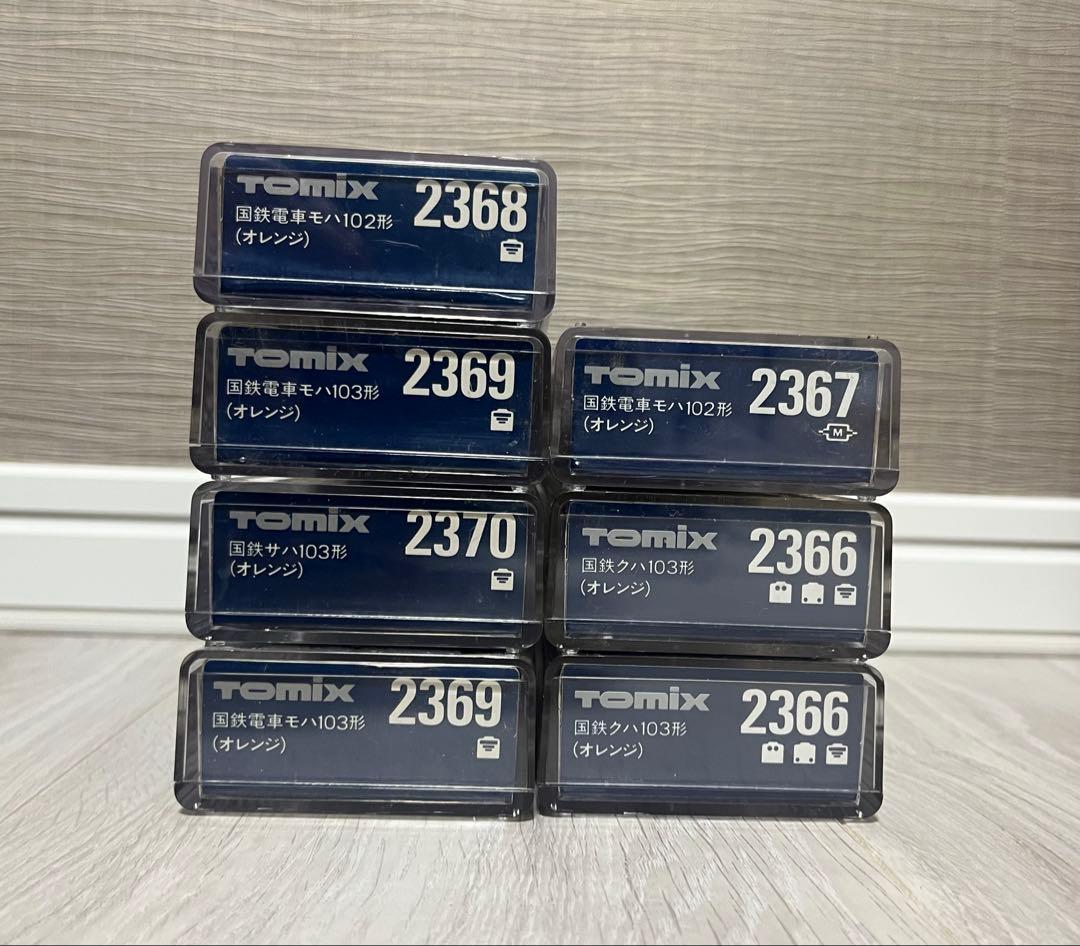 TOMIX 2368
国鉄電車モハ102形
(オレンジ)
TOMIX 2369
国鉄電車モハ103形
(オレンジ)
TOMIX 2370
国鉄サハ103形
(オレンジ)
TOMIX 2369
国鉄電車モハ103形
(オレンジ)
TOMIX 2367
国鉄電車モハ102形
(オレンジ)
M
TOMIX 2366
国鉄クハ103形
(オレンジ)
TOMIX 2366
国鉄クハ103形
(オレンジ)